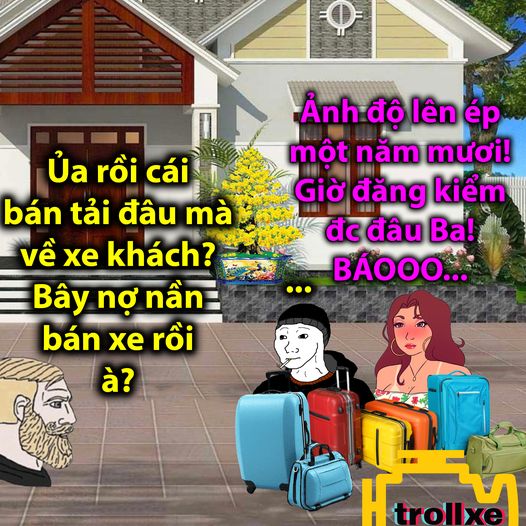 Ủa rồi cái
bán tải đâu mà
về xe khách?
Bây nợ nần
bán xe rồi
à?
Ảnh độ lên ép
một năm mươi!
Giờ đăng kiểm
đc đâu Ba!
BÁOOO...
...
trollxe